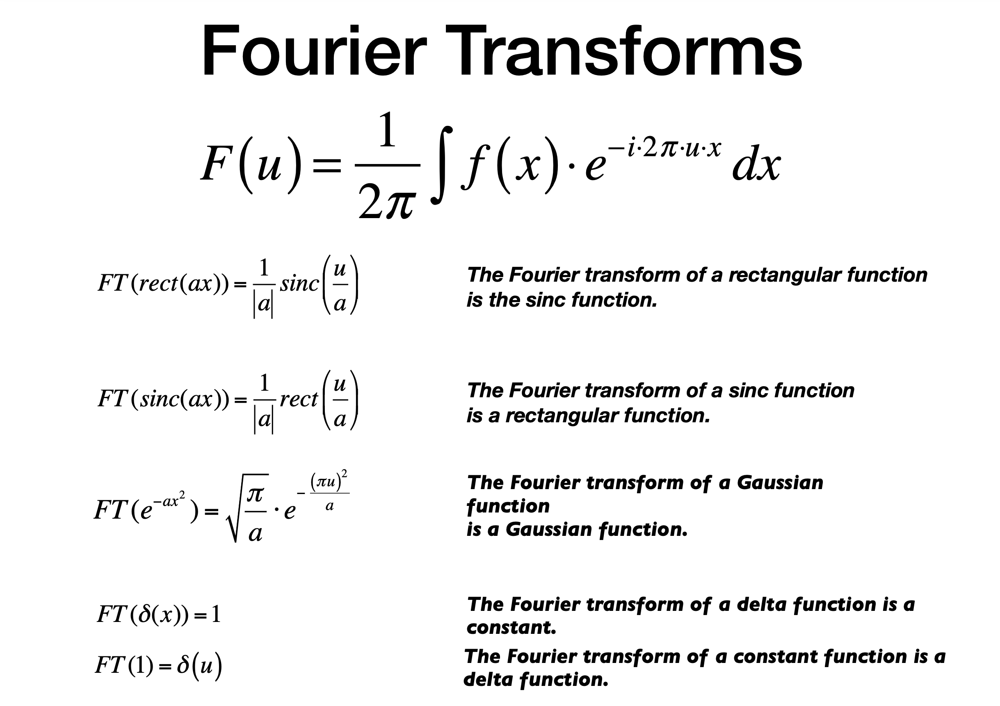 Fourier Transforms
F(u) = \frac{1}{2\pi} \int f(x) \cdot e^{-i \cdot 2\pi \cdot u \cdot x} dx
FT(rect(ax)) = \frac{1}{|a|} sinc\left(\frac{u}{a}\right)
The Fourier transform of a rectangular function
is the sinc function.
FT(sinc(ax)) = \frac{1}{|a|} rect\left(\frac{u}{a}\right)
The Fourier transform of a sinc function
is a rectangular function.
FT(e^{-ax^2}) = \sqrt{\frac{\pi}{a}} \cdot e^{-\frac{(\pi u)^2}{a}}
The Fourier transform of a Gaussian
function
is a Gaussian function.
FT(δ(x)) = 1
The Fourier transform of a delta function is a
constant.
FT(1) = δ(u)
The Fourier transform of a constant function is a
delta function.